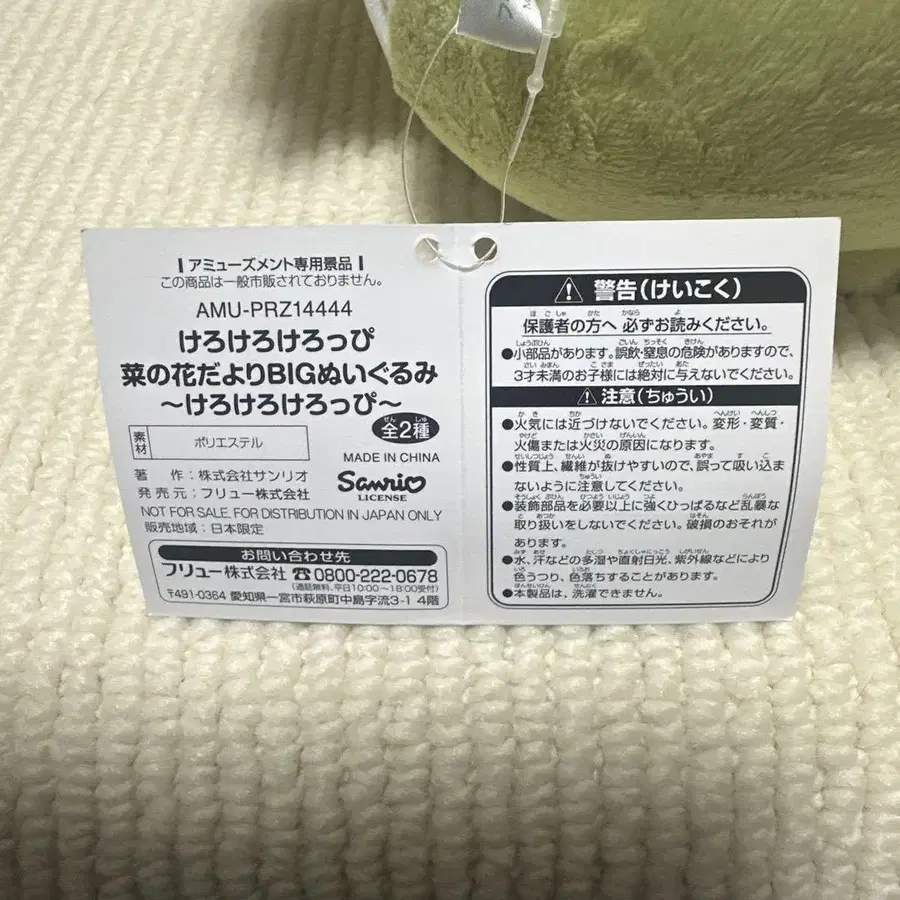 アミューズメント専用景品
この商品は一般市販されておりません。
AMU-PRZ14444
けろけろけろっぴ
菜の花だよりBIGぬいぐるみ
～けろけろけろっぴ～
全2種
素材 ポリエステル
MADE IN CHINA
著 作：株式会社サンリオ
発売元：フリュー株式会社
Sanrio
LICENSE
NOT FOR SALE. FOR DISTRIBUTION IN JAPAN ONLY
販売地域：日本限定
お問い合わせ先
フリュー株式会社 ☎0800-222-0678
(通話無料、平日10:00～18:00受付)
〒491-0364 愛知県一宮市萩原町中島字流3-1 4階
警告(けいこく)
保護者の方へ 必ずお読みください。
●小部品があります。誤飲・窒息の危険がありますので、
3才未満のお子様には絶対に与えないでください。
注意(ちゅうい)
●火気には近づけないでください。変形・変質・
火傷または火災の原因になります。
●性質上、繊維が抜けやすいので、誤って吸い込ま
ないように注意してください。
●装飾部品を必要以上に強くひっぱるなど乱暴な
取り扱いをしないでください。破損のおそれが
あります。
●水、汗などの多湿や直射日光、紫外線などにより
色うつり、色落ちすることがあります。
●本製品は、洗濯できません。